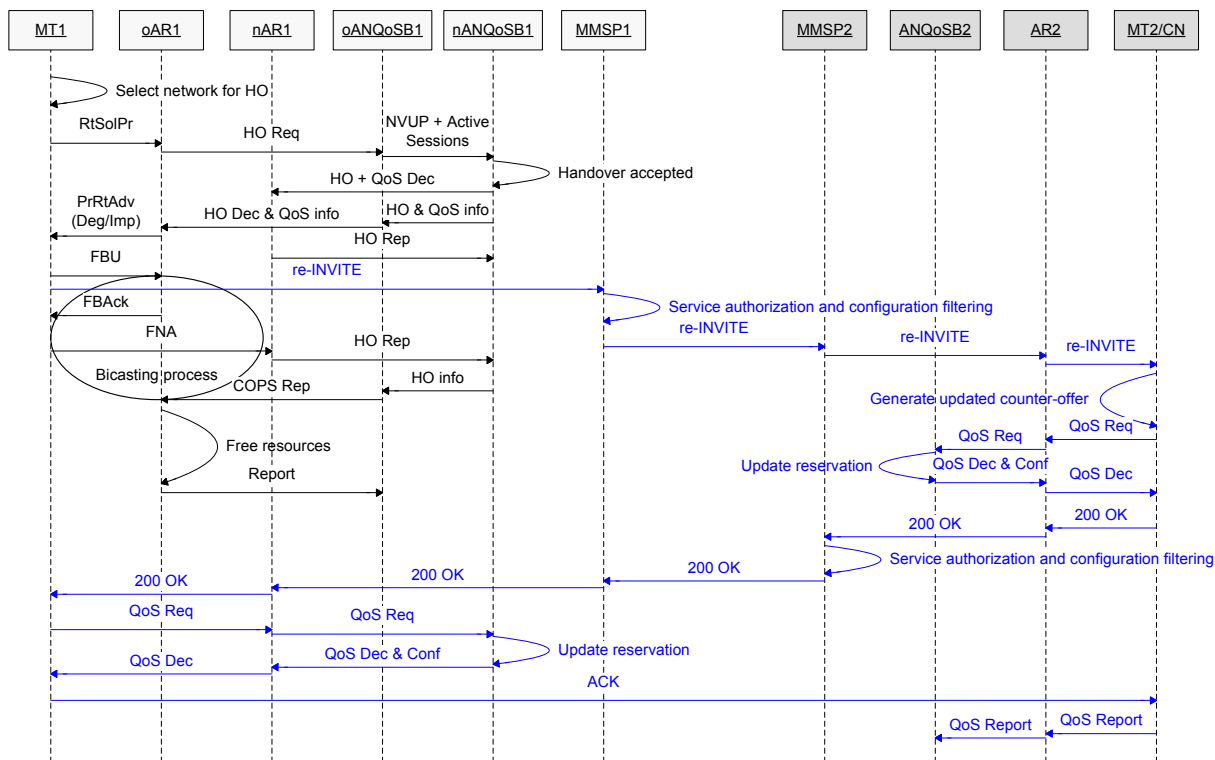 MT1
oAR1
nAR1
oANQoSB1
nANQoSB1
MMSP1
MMSP2
ANQoSB2
AR2
MT2/CN
Select network for HO
RtSolPr
HO Req
NVUP + Active
Sessions
Handover accepted
HO + QoS Dec
PrRtAdv
(Deg/Imp)
HO Dec & QoS info
HO & QoS info
HO Rep
FBU
re-INVITE
FBAck
Service authorization and configuration filtering
FNA
re-INVITE
re-INVITE
re-INVITE
HO Rep
Bicasting process
COPS Rep
HO info
Generate updated counter-offer
QoS Req
QoS Req
Free resources
Update reservation
QoS Dec & Conf
Report
QoS Dec
200 OK
200 OK
Service authorization and configuration filtering
200 OK
200 OK
200 OK
QoS Req
QoS Req
Update reservation
QoS Dec
QoS Dec & Conf
ACK
QoS Report
QoS Report